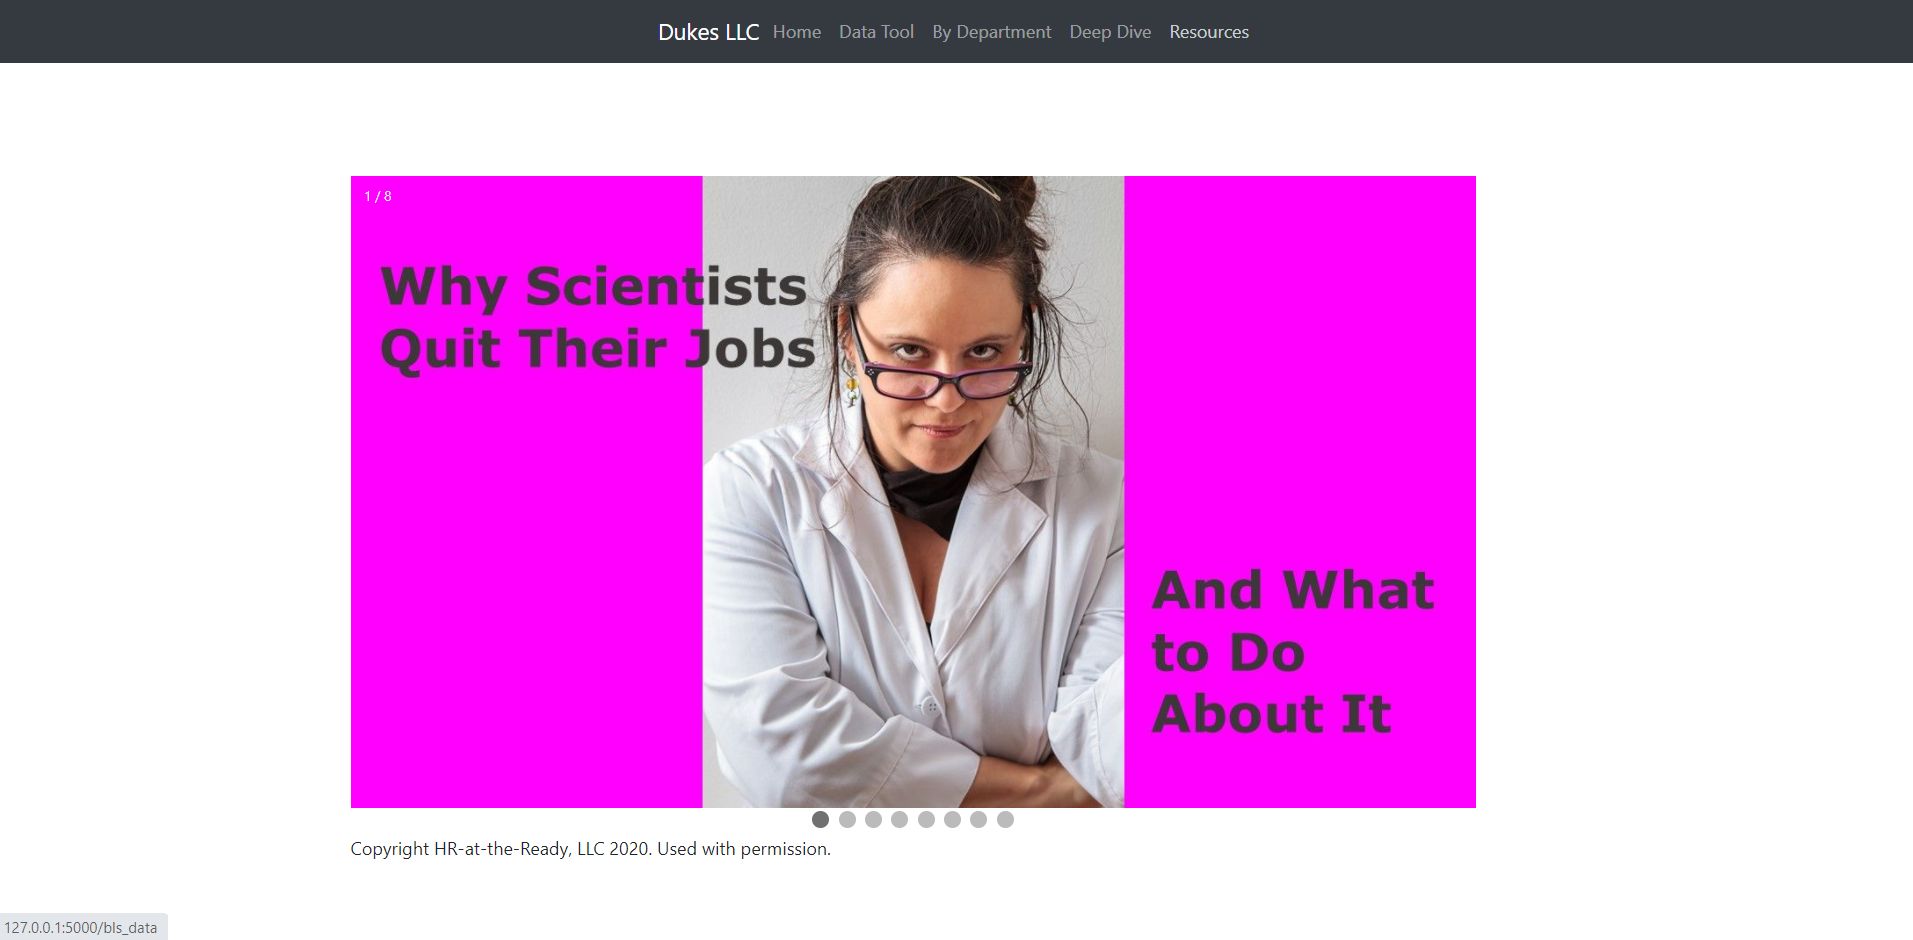 Dukes LLC Home Data Tool By Department Deep Dive Resources
1 / 8
Why Scientists
Quit Their Jobs
And What
to Do
About It
Copyright HR-at-the-Ready, LLC 2020. Used with permission.
127.0.0.1:5000/bls_data